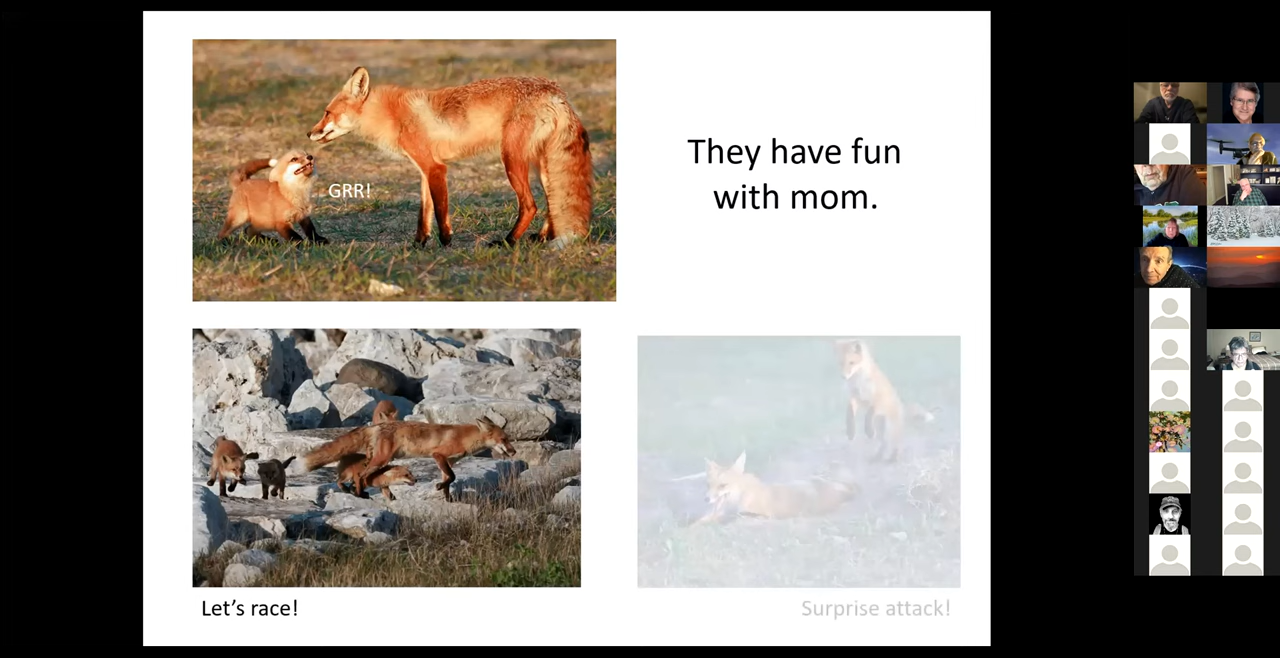 GRR!
They have fun
with mom.
Let's race!
Surprise attack!